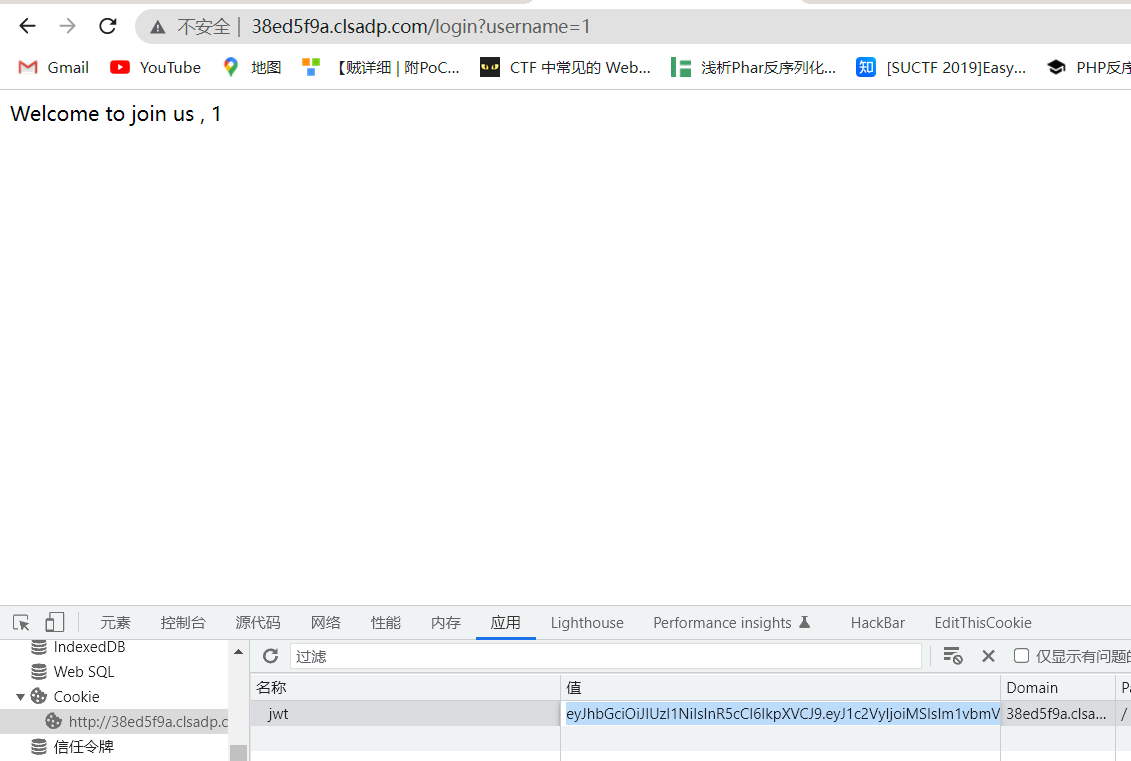 不安全 | 38ed5f9a.clsadp.com/login?username=1
Gmail YouTube 地图 【贼详细 | 附PoC... CTF 中常见的 Web... 浅析Phar反序列化... 知 [SUCTF 2019]Easy... PHP反序
Welcome to join us , 1
元素 控制台 源代码 网络 性能 内存 应用 Lighthouse Performance insights HackBar EditThisCookie
IndexedDB
Web SQL
Cookie
http://38ed5f9a.clsadp.c
信任令牌
过滤 仅显示有问题的
名称 值 Domain Pa
jwt eyJhbGciOiJIUzI1NiIsInR5cCI6IkpXVCJ9.eyJ1c2VyIjoiMSIsIm1vbmV 38ed5f9a.clsa... /